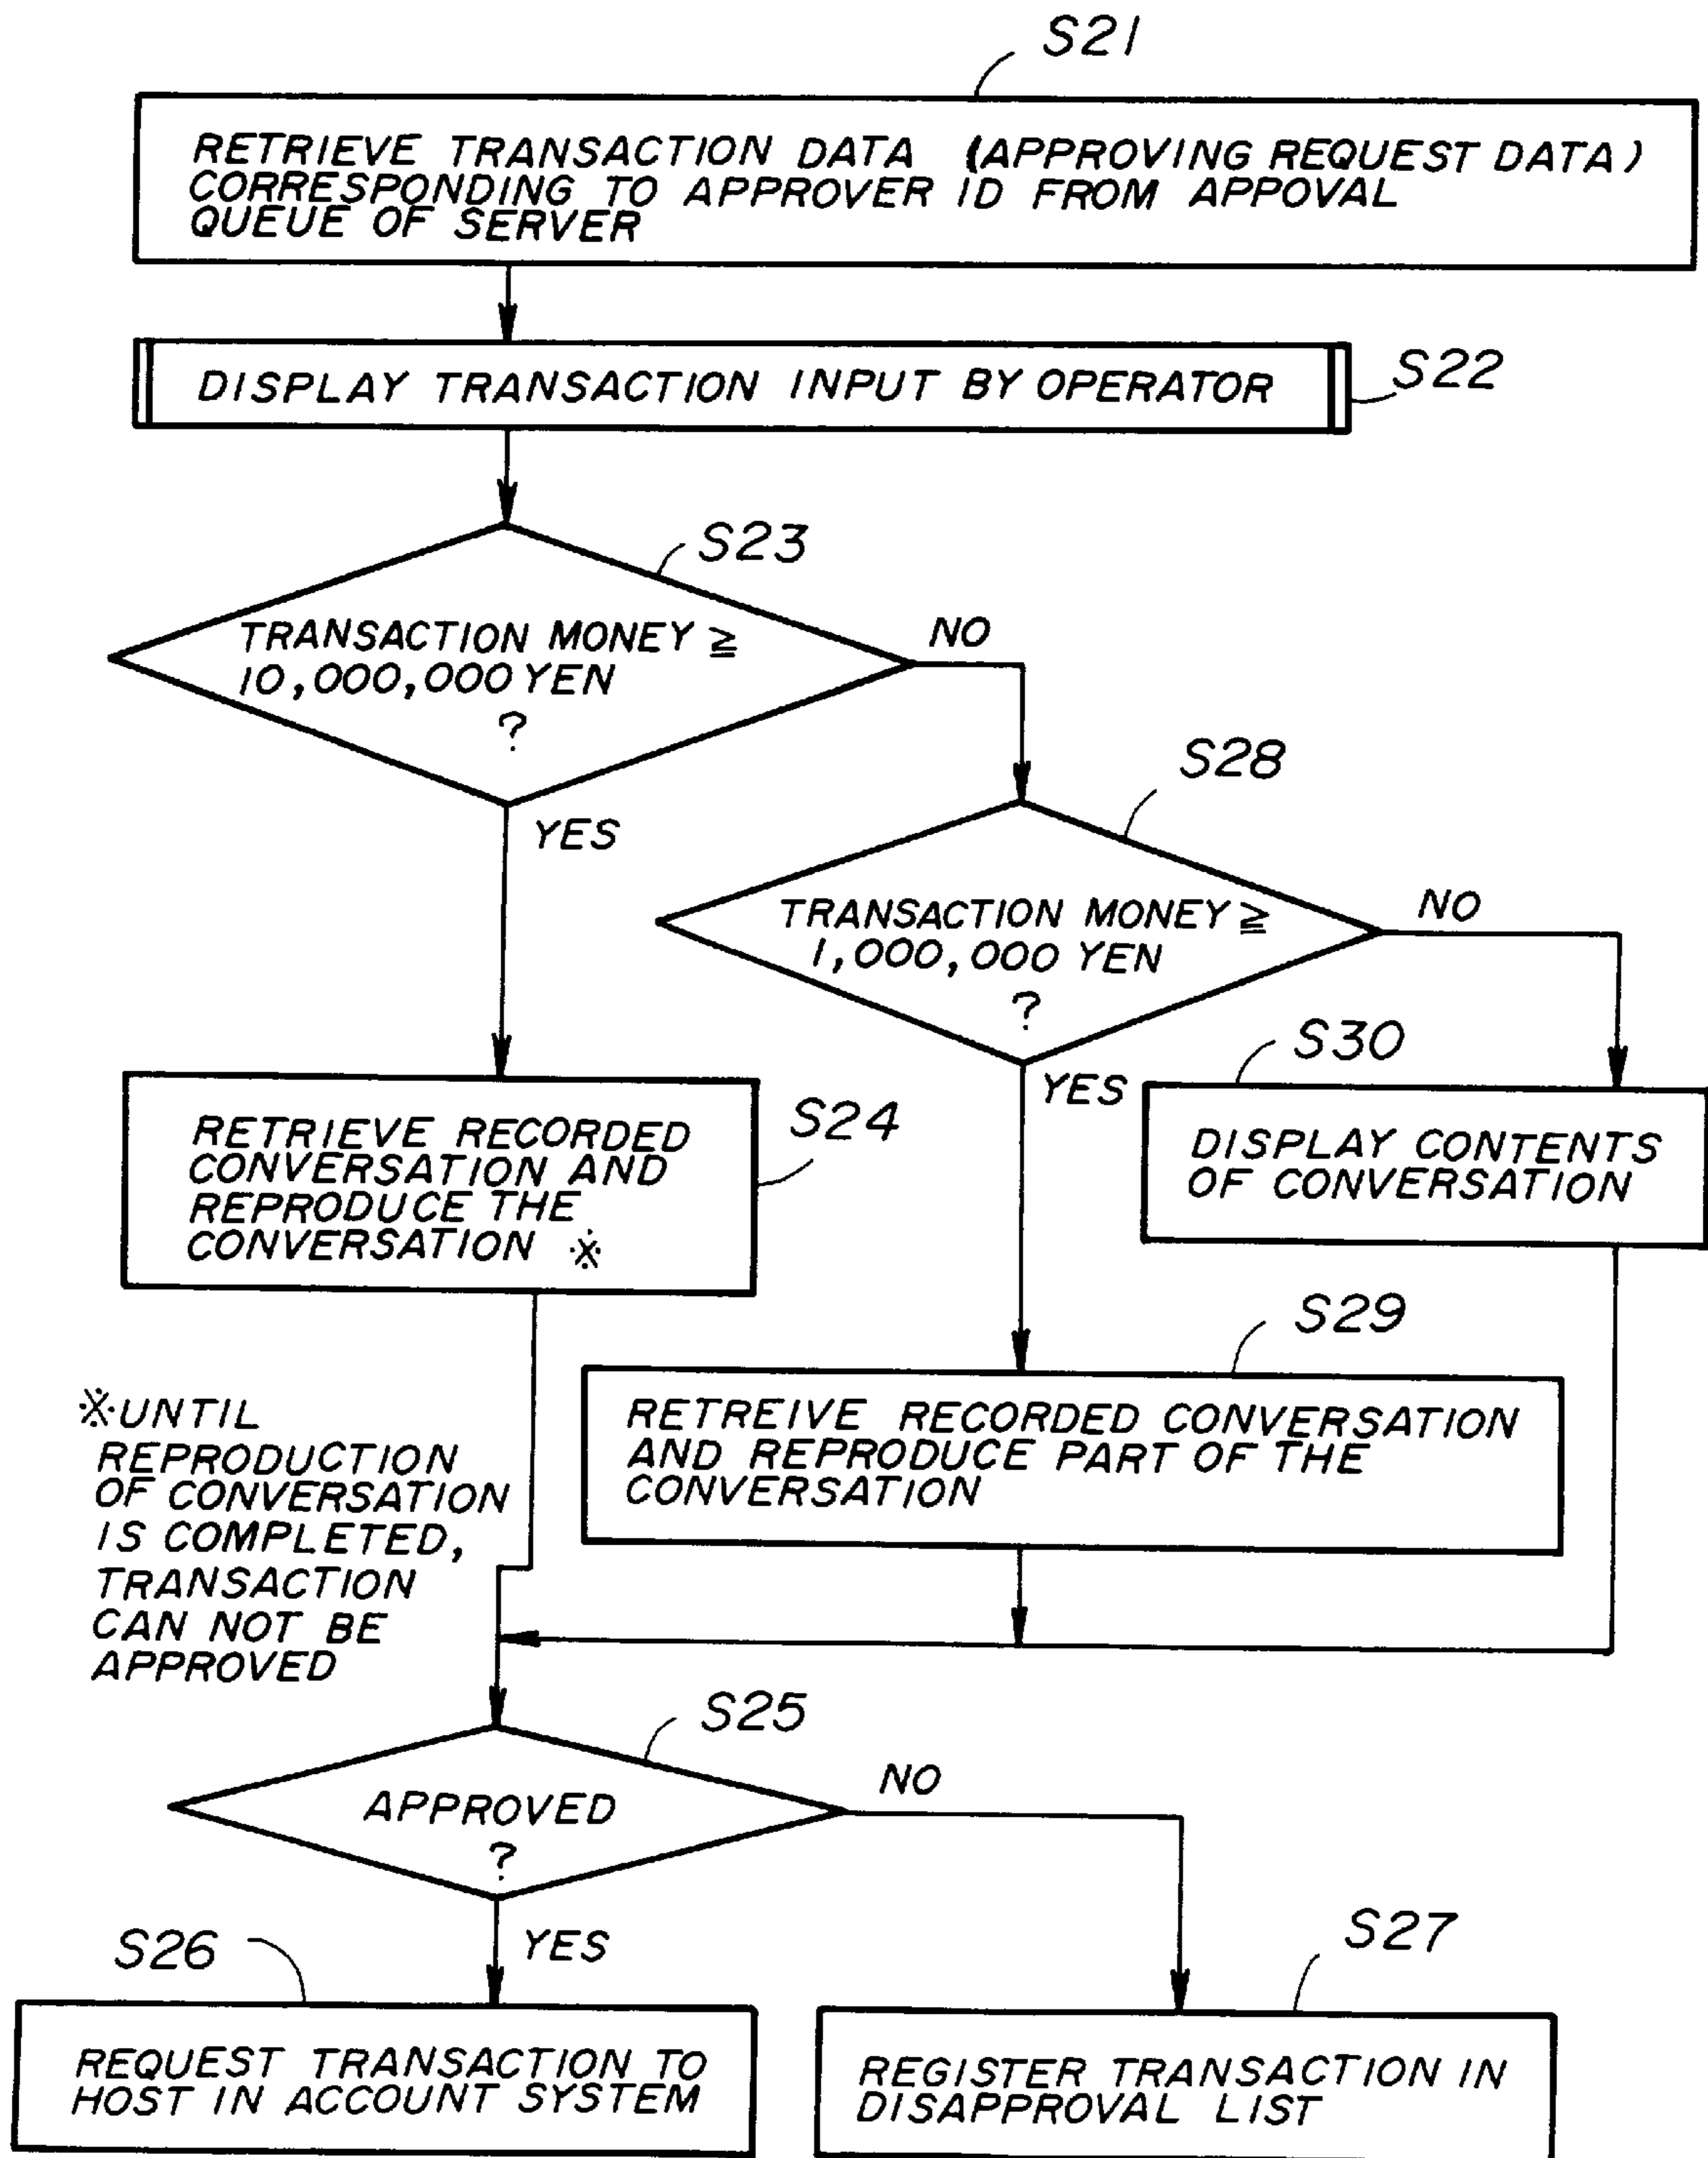 S21
RETRIEVE TRANSACTION DATA (APPROVING REQUEST DATA)
CORRESPONDING TO APPROVER ID FROM APPOVAL
QUEUE OF SERVER
DISPLAY TRANSACTION INPUT BY OPERATOR
S22
S23
TRANSACTION MONEY ≧
10,000,000 YEN
?
NO
YES
S28
TRANSACTION MONEY ≧
1,000,000 YEN
?
NO
YES
S30
DISPLAY CONTENTS
OF CONVERSATION
S24
RETRIEVE RECORDED
CONVERSATION AND
REPRODUCE THE
CONVERSATION ※
S29
RETREIVE RECORDED CONVERSATION
AND REPRODUCE PART OF THE
CONVERSATION
※UNTIL
REPRODUCTION
OF CONVERSATION
IS COMPLETED,
TRANSACTION
CAN NOT BE
APPROVED
S25
APPROVED
?
NO
YES
S26
REQUEST TRANSACTION TO
HOST IN ACCOUNT SYSTEM
S27
REGISTER TRANSACTION IN
DISAPPROVAL LIST